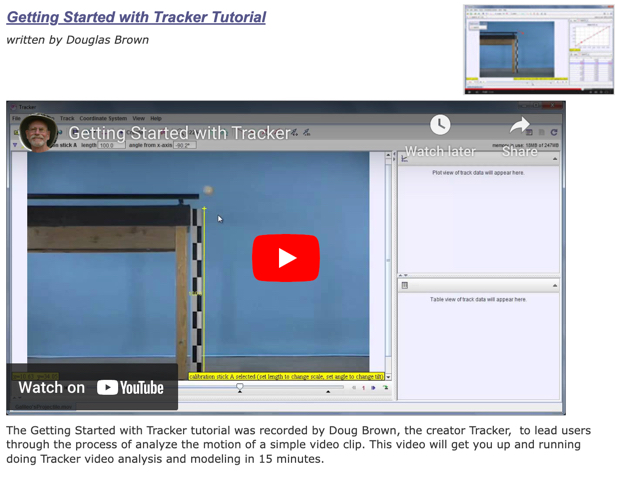 Getting Started with Tracker Tutorial
written by Douglas Brown
Tracker
File Track Coordinate System View Help
Getting Started with Tracker
Watch later
Share
stick A length 100.0 angle from x-axis -90.2°
memory in use: 15MB of 247MB
Plot view of track data will appear here.
Table view of track data will appear here.
calibration stick A selected (set length to change scale, set angle to change tilt)
Watch on YouTube
The Getting Started with Tracker tutorial was recorded by Doug Brown, the creator Tracker,  to lead users
through the process of analyze the motion of a simple video clip. This video will get you up and running
doing Tracker video analysis and modeling in 15 minutes.